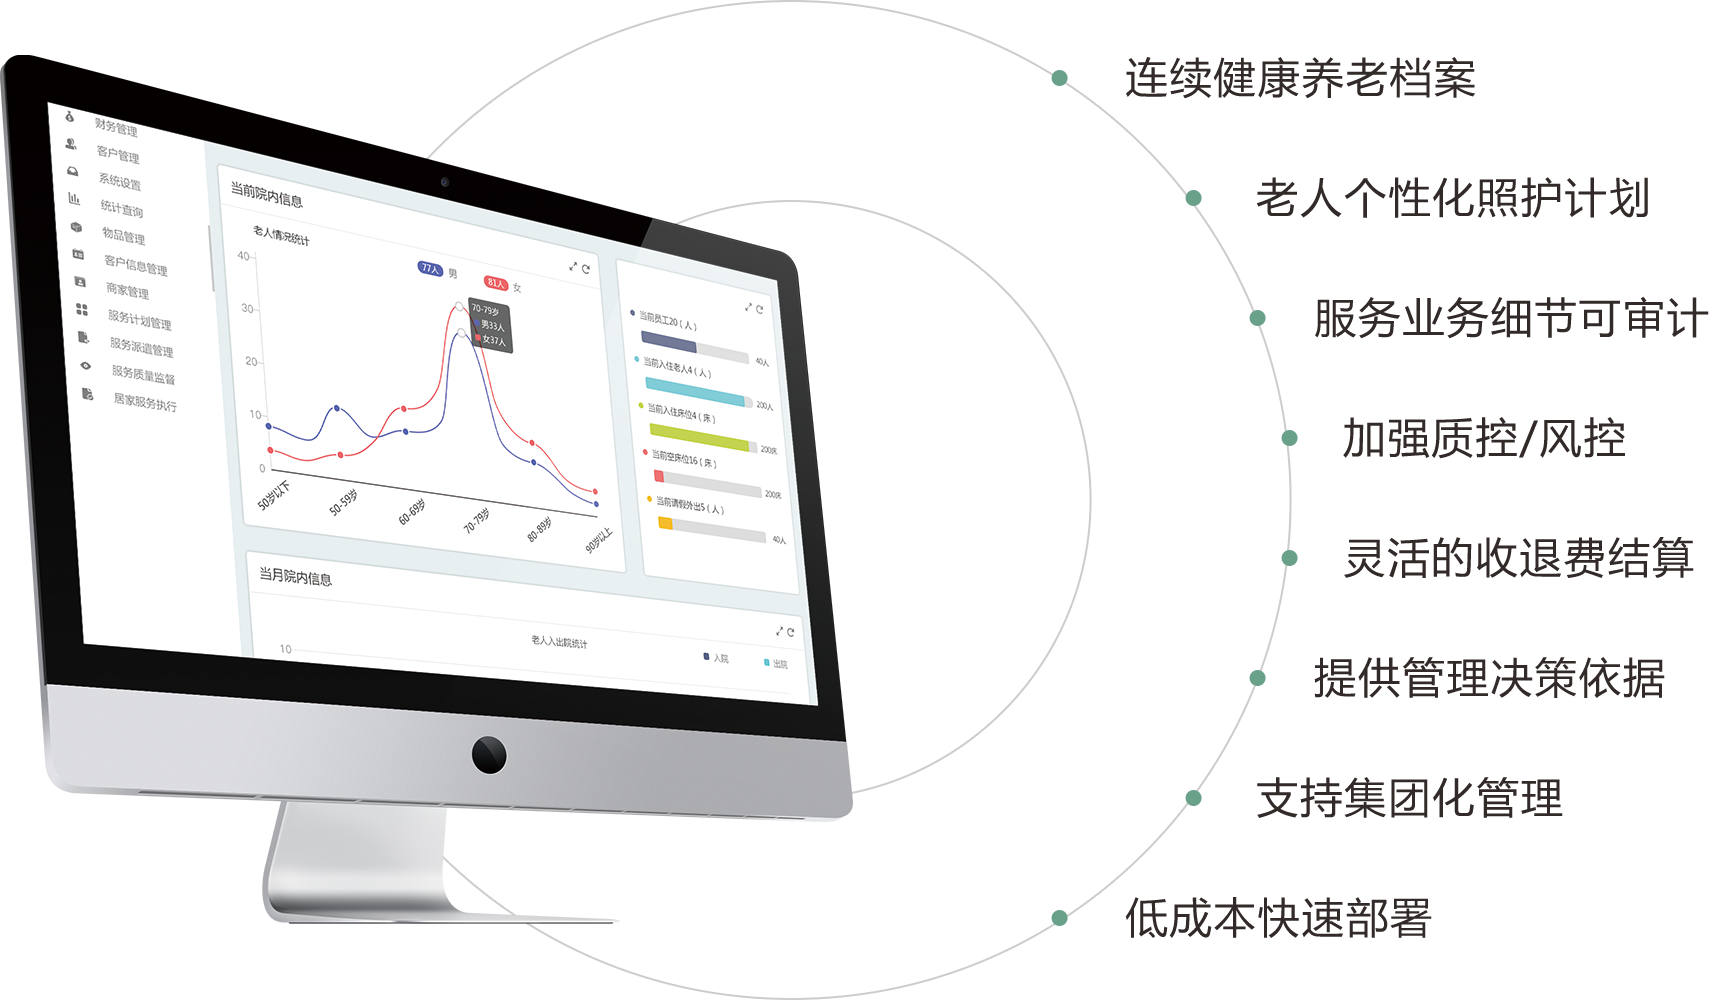 财务管理
客户管理
系统设置
统计查询
物品管理
客户信息管理
商家管理
服务计划管理
服务派遣管理
服务质量监督
居家服务执行
当前院内信息
老人情况统计
77人 男
81人 女
40
30
20
10
0
70-79岁
男33人
女37人
50岁以下
50-59岁
60-69岁
70-79岁
80-89岁
90岁以上
当前员工20（人）
40人
当前入住老人4（人）
200人
当前入住床位4（床）
200床
当前空床位16（床）
200床
当前请假外出5（人）
40人
当月院内信息
老人入出院统计
入院
出院
10
连续健康养老档案
老人个性化照护计划
服务业务细节可审计
加强质控/风控
灵活的收退费结算
提供管理决策依据
支持集团化管理
低成本快速部署